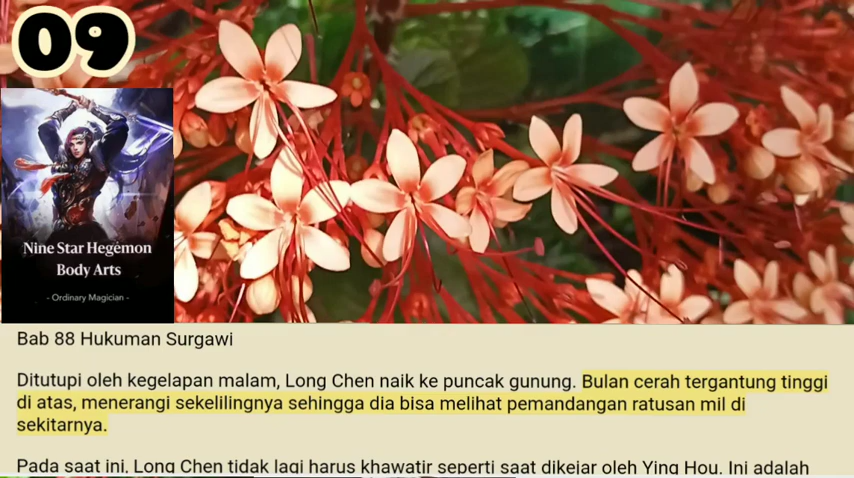 09
Nine Star Hegemon
Body Arts
- Ordinary Magician -
Bab 88 Hukuman Surgawi
Ditutupi oleh kegelapan malam, Long Chen naik ke puncak gunung. Bulan cerah tergantung tinggi
di atas, menerangi sekelilingnya sehingga dia bisa melihat pemandangan ratusan mil di
sekitarnya.
Pada saat ini, Long Chen tidak lagi harus khawatir seperti saat dikejar oleh Ying Hou. Ini adalah